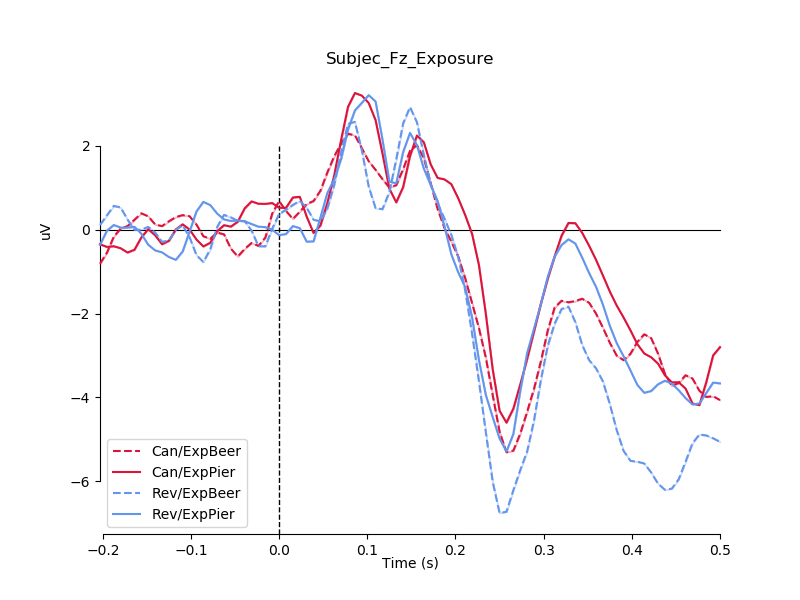 Subjec_Fz_Exposure
uV
2
0
−2
−4
−6
Can/ExpBeer
Can/ExpPier
Rev/ExpBeer
Rev/ExpPier
−0.2 −0.1 0.0 0.1 0.2 0.3 0.4 0.5
Time (s)